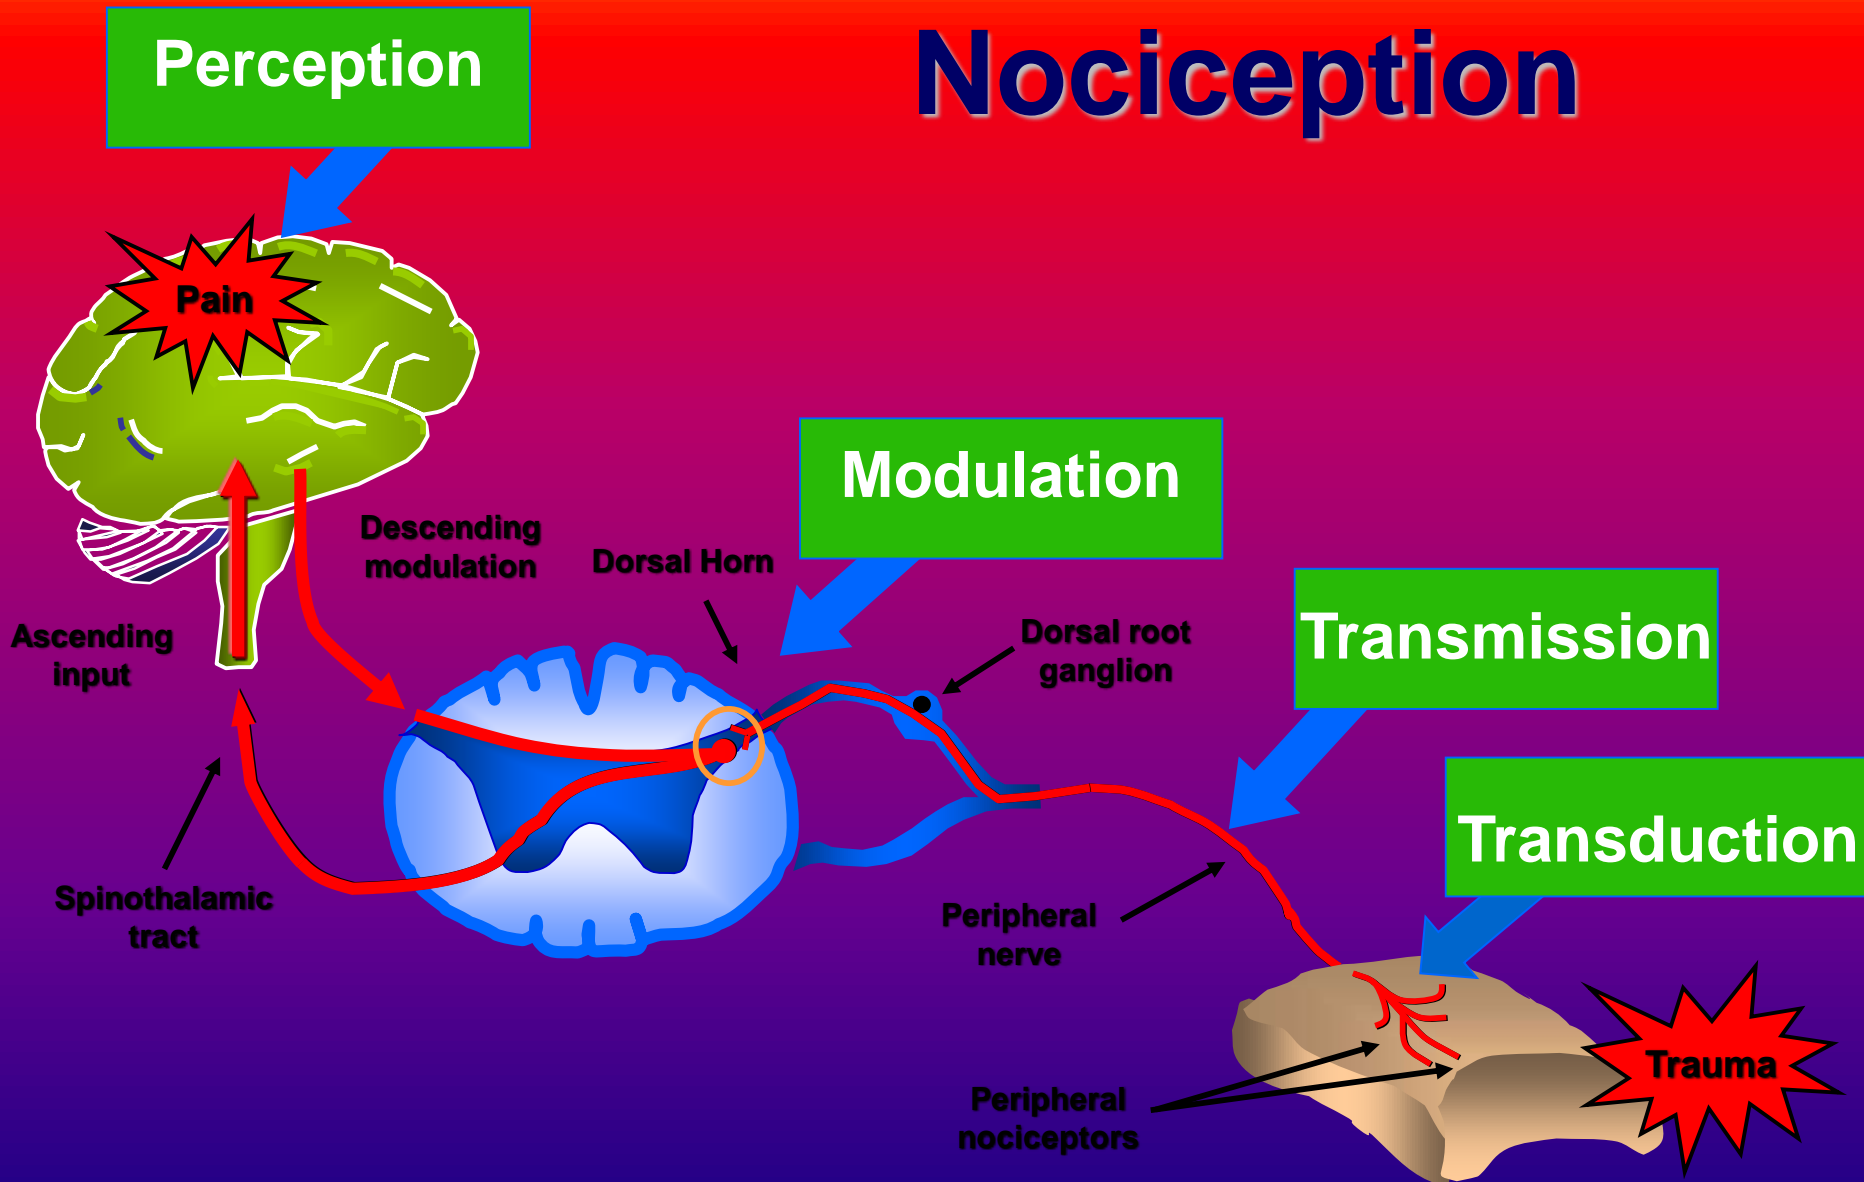 Perception
Nociception
Pain
Modulation
Descending
modulation
Dorsal Horn
Transmission
Ascending
input
Dorsal root
ganglion
Transduction
Spinothalamic
tract
Peripheral
nerve
Trauma
Peripheral
nociceptors